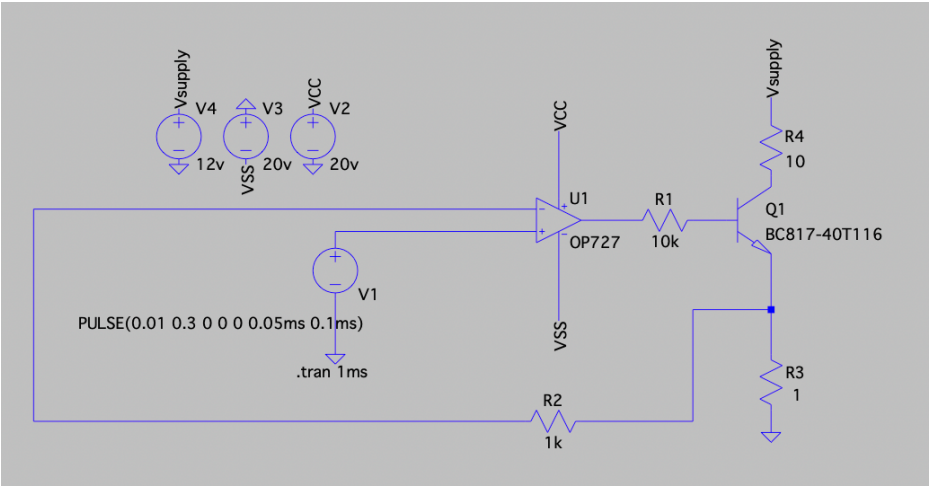 Vsupply
V4
12v
V3
20v
VSS
VCC
V2
20v
VCC
U1
OP727
VSS
R1
10k
Vsupply
R4
10
Q1
BC817-40T116
V1
PULSE(0.01 0.3 0 0 0 0.05ms 0.1ms)
.tran 1ms
R2
1k
R3
1